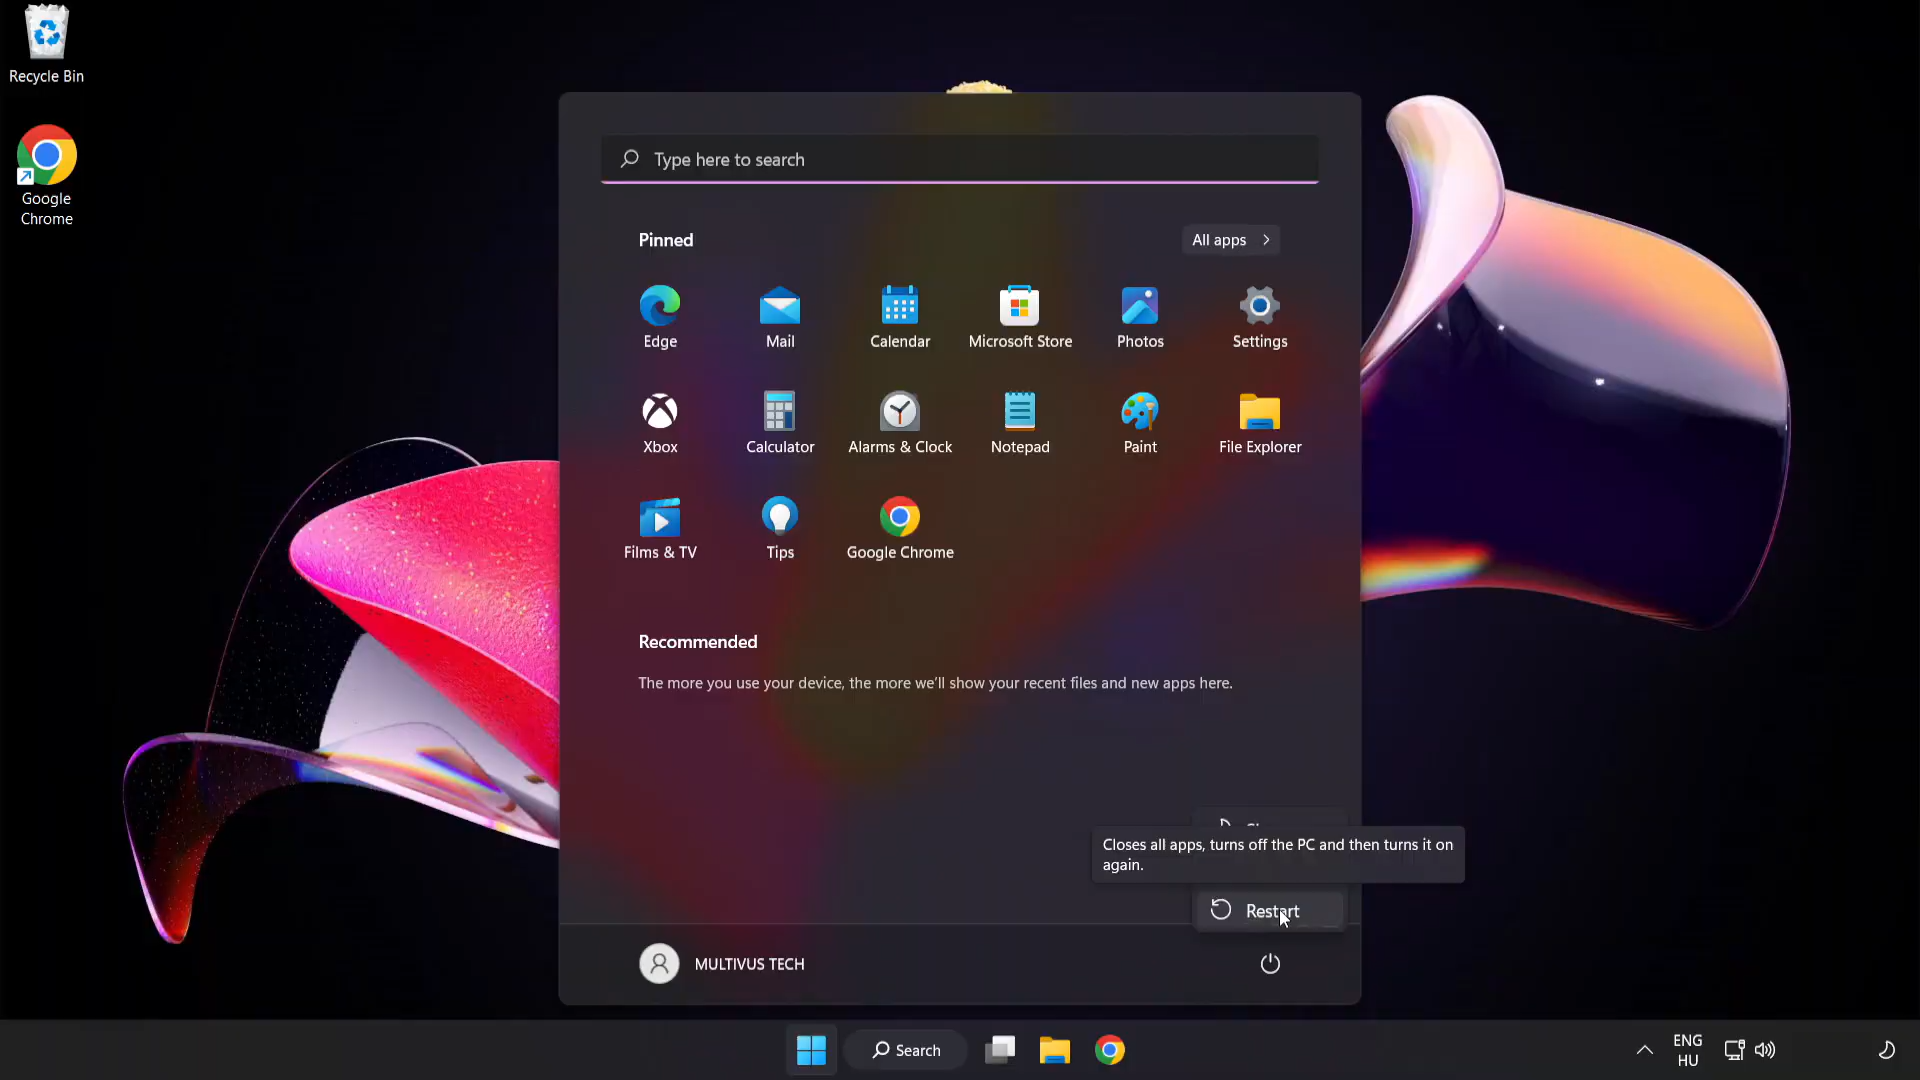 Recycle Bin
Google
Chrome
Type here to search
Pinned
All apps
Edge
Mail
Calendar
Microsoft Store
Photos
Settings
Xbox
Calculator
Alarms & Clock
Notepad
Paint
File Explorer
Films & TV
Tips
Google Chrome
Recommended
The more you use your device, the more we'll show your recent files and new apps here.
Closes all apps, turns off the PC and then turns it on
again.
Restart
MULTIVUS TECH
Search
ENG
HU